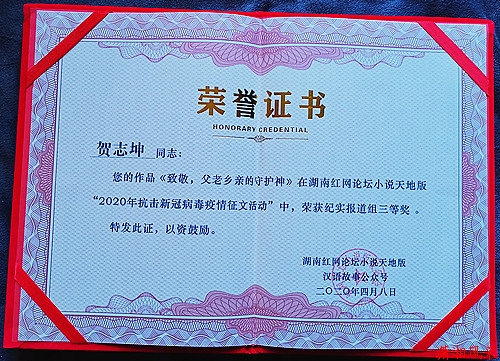 荣誉证书
HONORARY CREDENTIAL
贺志坤 同志:
您的作品《致敬,父老乡亲的守护神》在湖南红网论坛小说天地版
“2020年抗击新冠病毒疫情征文活动”中,荣获纪实报道组三等奖。
特发此证,以资鼓励。
湖南红网论坛小说天地版
汉语故事公众号
二〇二〇年四月八日